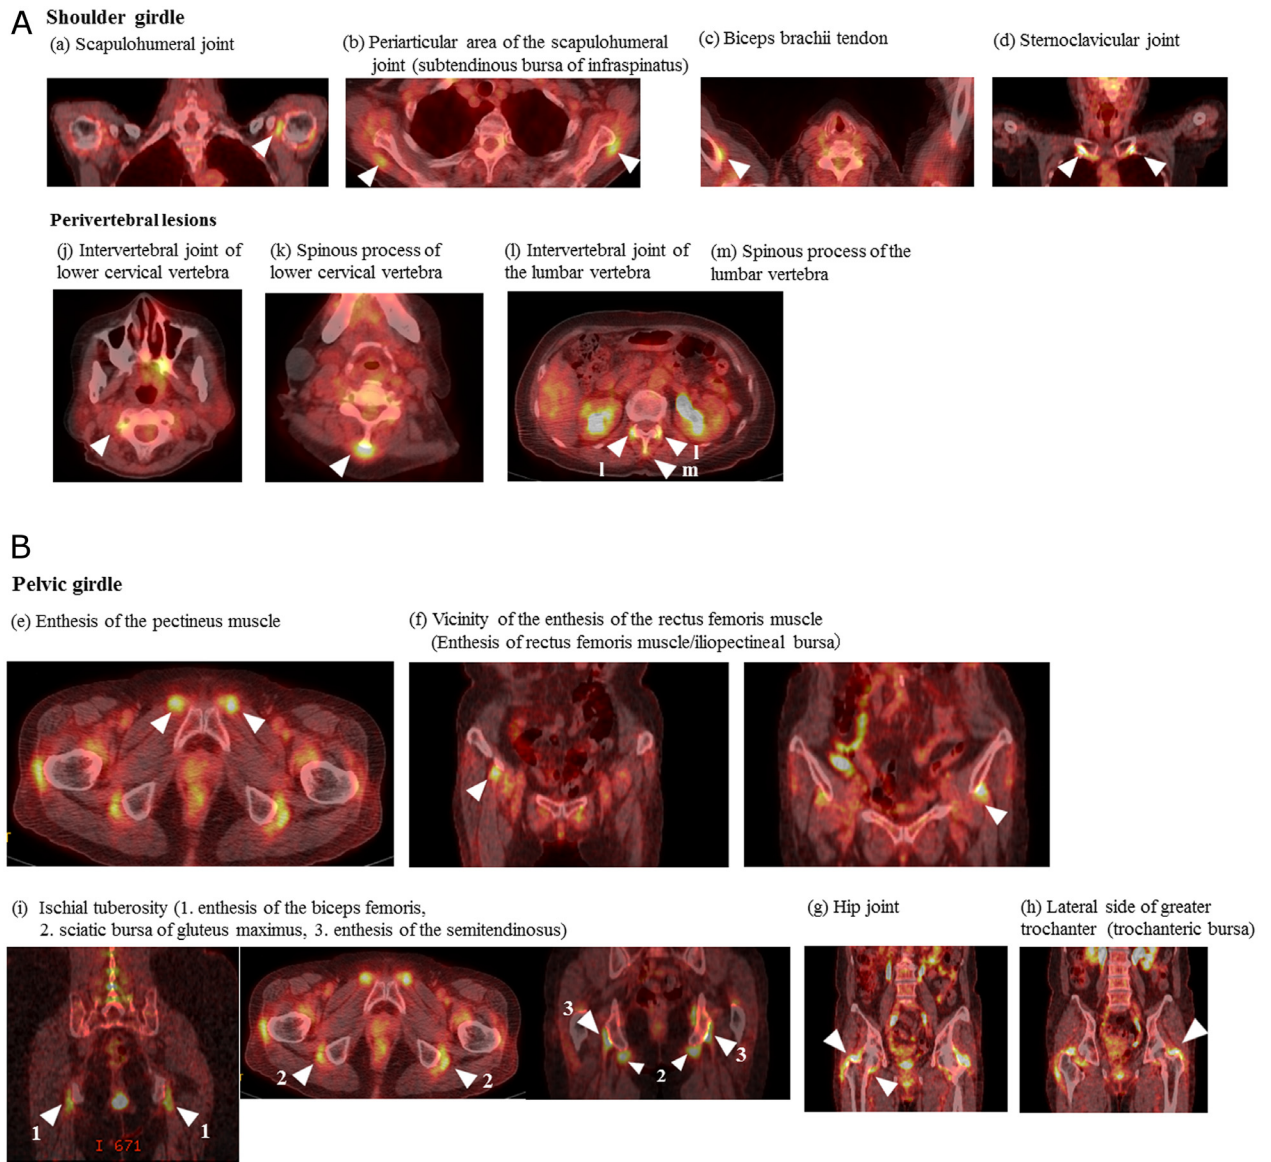 A
Shoulder girdle
(a) Scapulohumeral joint
(b) Periarticular area of the scapulohumeral
joint (subtendinous bursa of infraspinatus)
(c) Biceps brachii tendon
(d) Sternoclavicular joint
Perivertebral lesions
(j) Intervertebral joint of
lower cervical vertebra
(k) Spinous process of
lower cervical vertebra
(l) Intervertebral joint of
the lumbar vertebra
(m) Spinous process of the
lumbar vertebra
l
l
m
B
Pelvic girdle
(e) Enthesis of the pectineus muscle
(f) Vicinity of the enthesis of the rectus femoris muscle
(Enthesis of rectus femoris muscle/iliopectineal bursa)
(i) Ischial tuberosity (1. enthesis of the biceps femoris,
2. sciatic bursa of gluteus maximus, 3. enthesis of the semitendinosus)
(g) Hip joint
(h) Lateral side of greater
trochanter (trochanteric bursa)
1
1
I 671
2
2
3
3
2